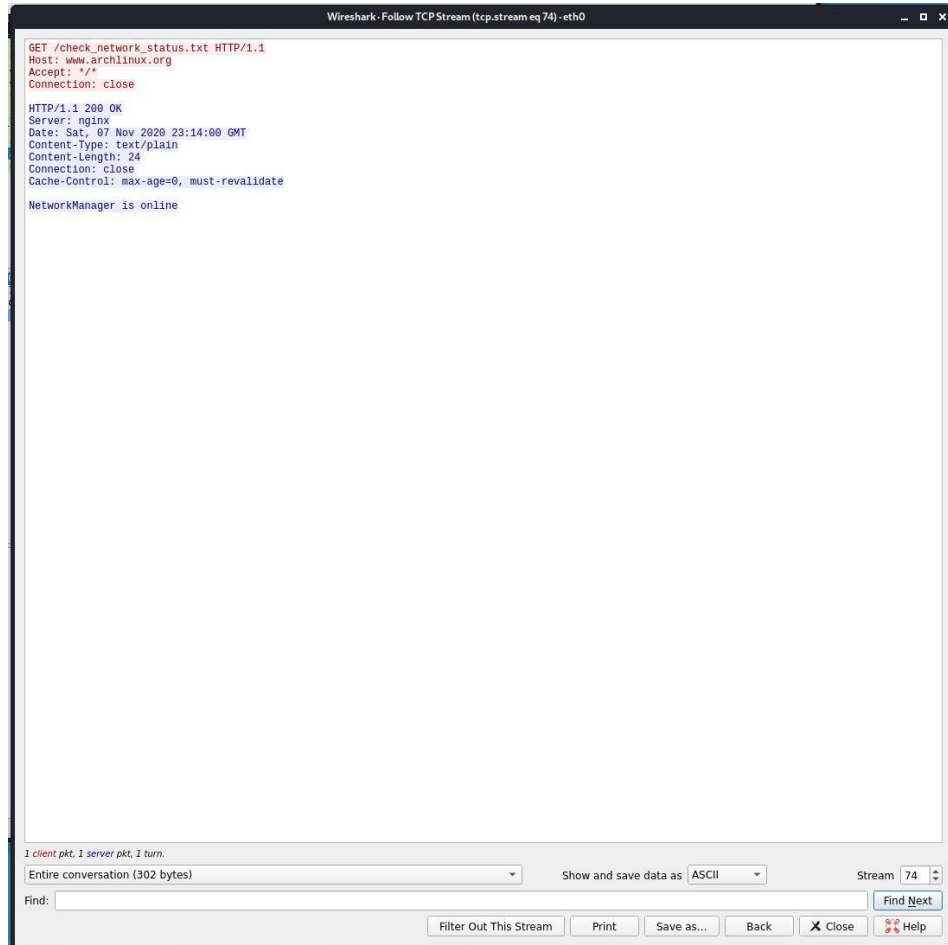 Wireshark · Follow TCP Stream (tcp.stream eq 74) · eth0
GET /check_network_status.txt HTTP/1.1
Host: www.archlinux.org
Accept: */*
Connection: close
HTTP/1.1 200 OK
Server: nginx
Date: Sat, 07 Nov 2020 23:14:00 GMT
Content-Type: text/plain
Content-Length: 24
Connection: close
Cache-Control: max-age=0, must-revalidate
NetworkManager is online
1 client pkt, 1 server pkt, 1 turn.
Entire conversation (302 bytes) Show and save data as ASCII Stream 74
Find: Find Next
Filter Out This Stream Print Save as... Back Close Help